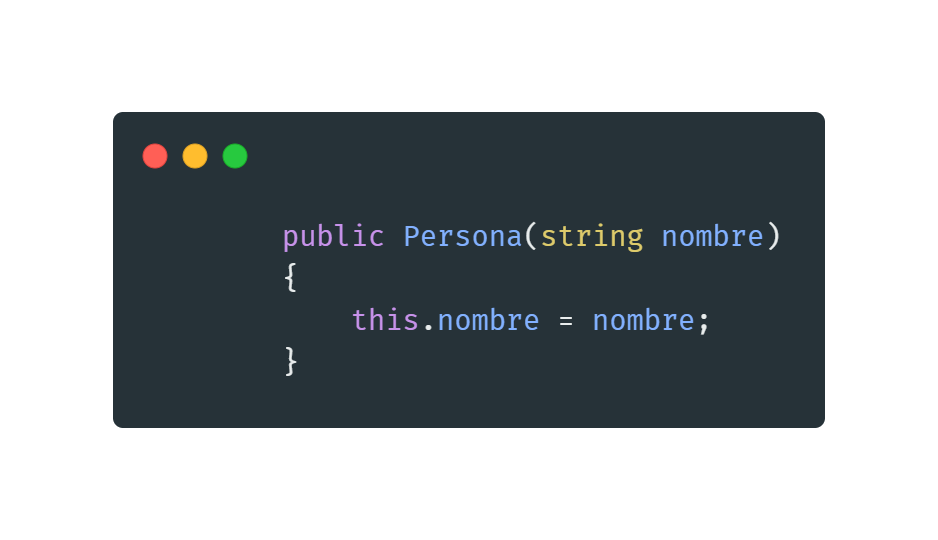 public Persona(string nombre)
{
this.nombre = nombre;
}